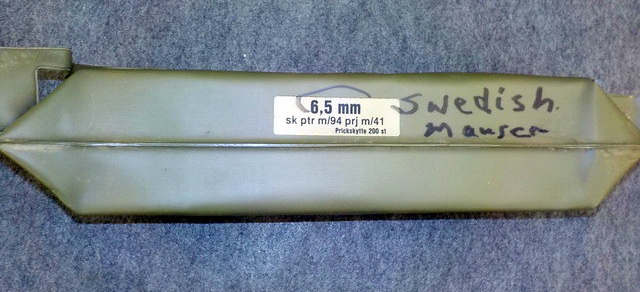 6,5 mm
sk ptr m/94 prj m/41
Prickskytte 200 st
Swedish
Mauser